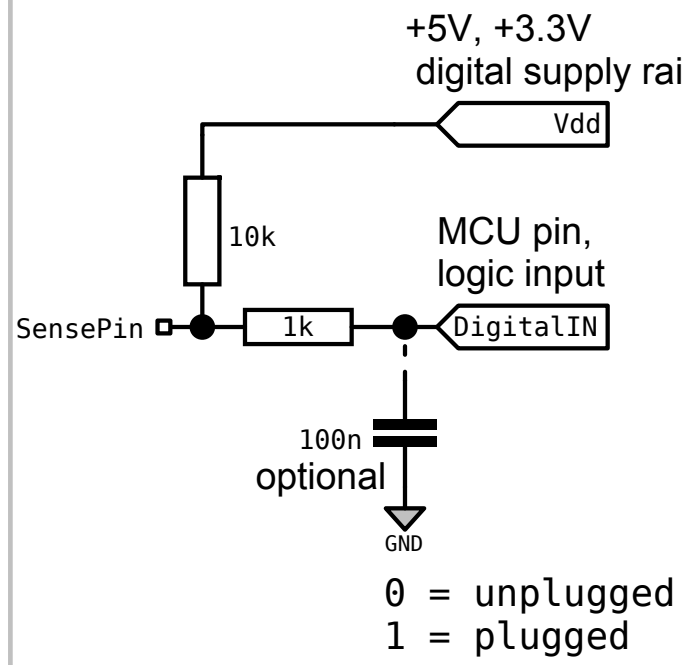 +5V, +3.3V
digital supply rai
Vdd
10k
MCU pin,
logic input
SensePin
1k
DigitalIN
100n
optional
GND
0 = unplugged
1 = plugged